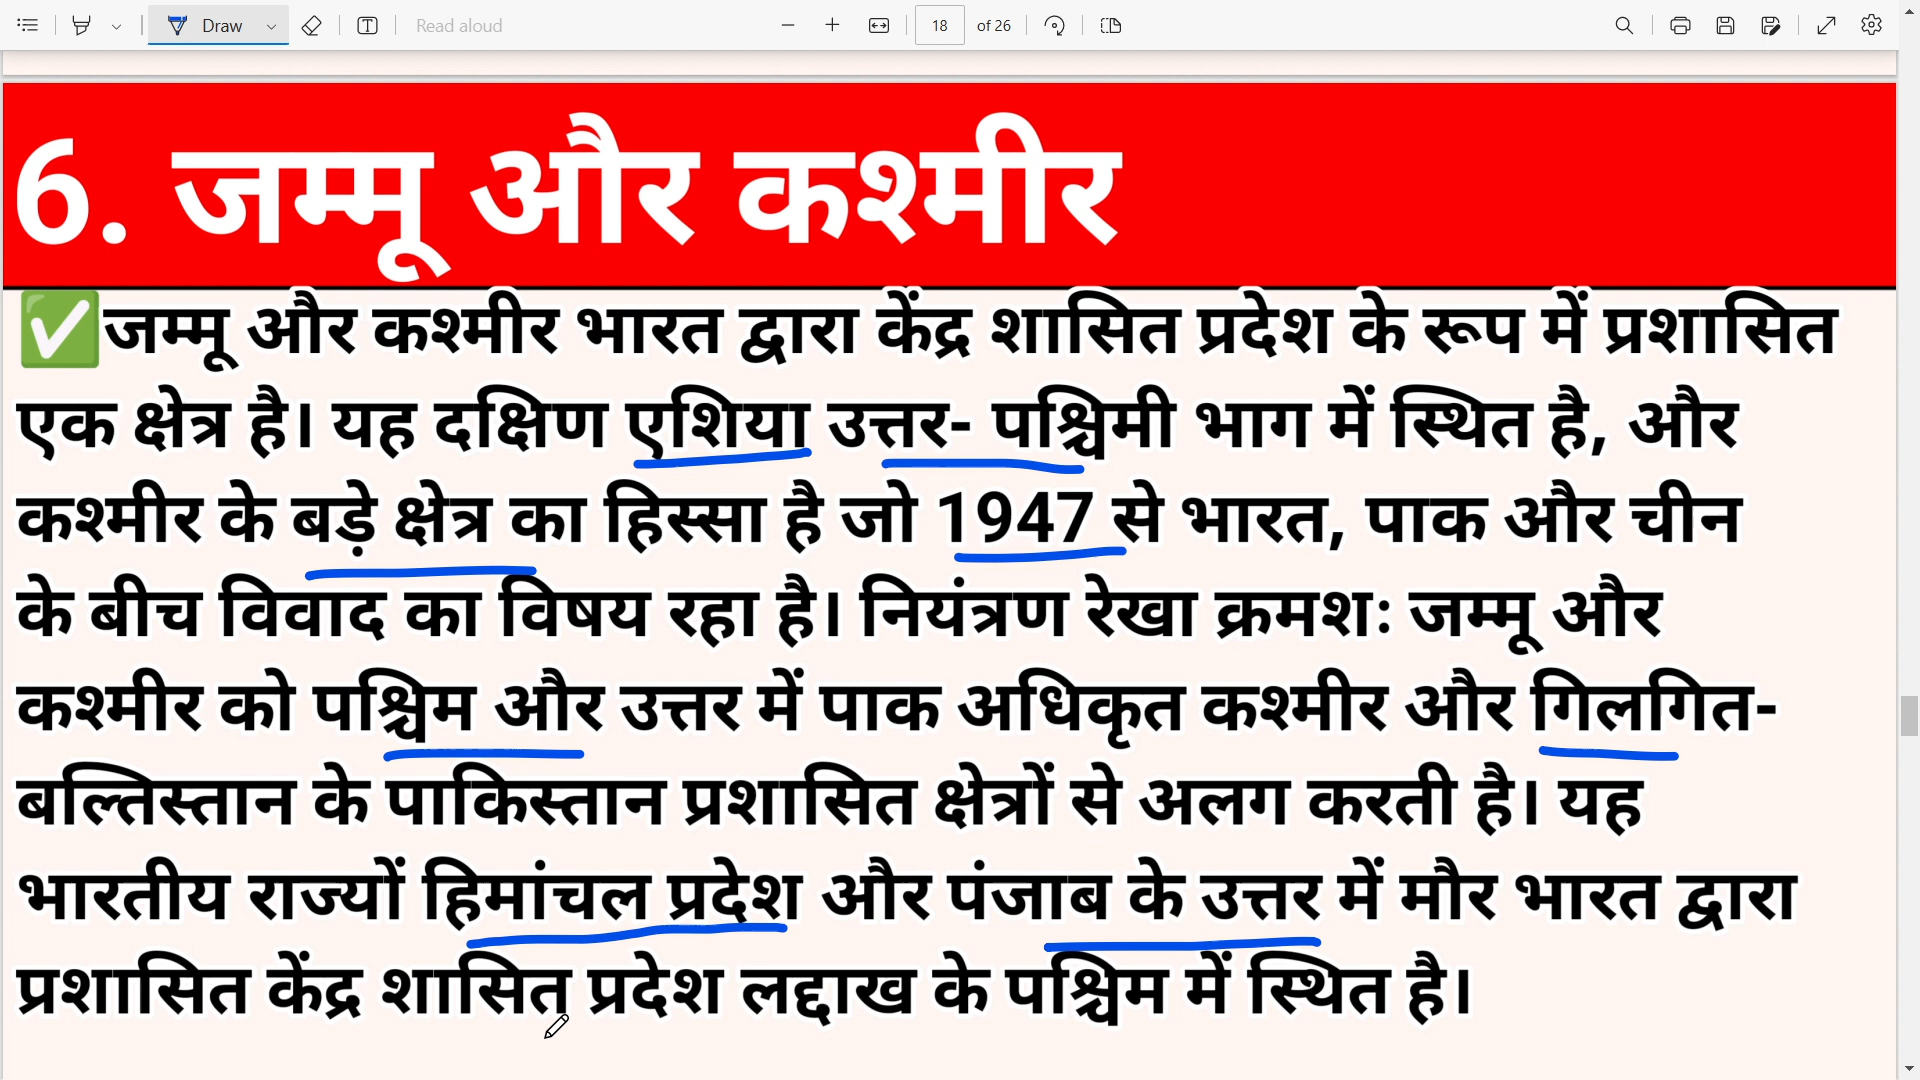 Draw
Read aloud
18
of 26
6. जम्मू और कश्मीर
✅जम्मू और कश्मीर भारत द्वारा केंद्र शासित प्रदेश के रूप में प्रशासित
एक क्षेत्र है। यह दक्षिण एशिया उत्तर- पश्चिमी भाग में स्थित है, और
कश्मीर के बड़े क्षेत्र का हिस्सा है जो 1947 से भारत, पाक और चीन
के बीच विवाद का विषय रहा है। नियंत्रण रेखा क्रमशः जम्मू और
कश्मीर को पश्चिम और उत्तर में पाक अधिकृत कश्मीर और गिलगित-
बल्तिस्तान के पाकिस्तान प्रशासित क्षेत्रों से अलग करती है। यह
भारतीय राज्यों हिमांचल प्रदेश और पंजाब के उत्तर में मौर भारत द्वारा
प्रशासित केंद्र शासित प्रदेश लद्दाख के पश्चिम में स्थित है।